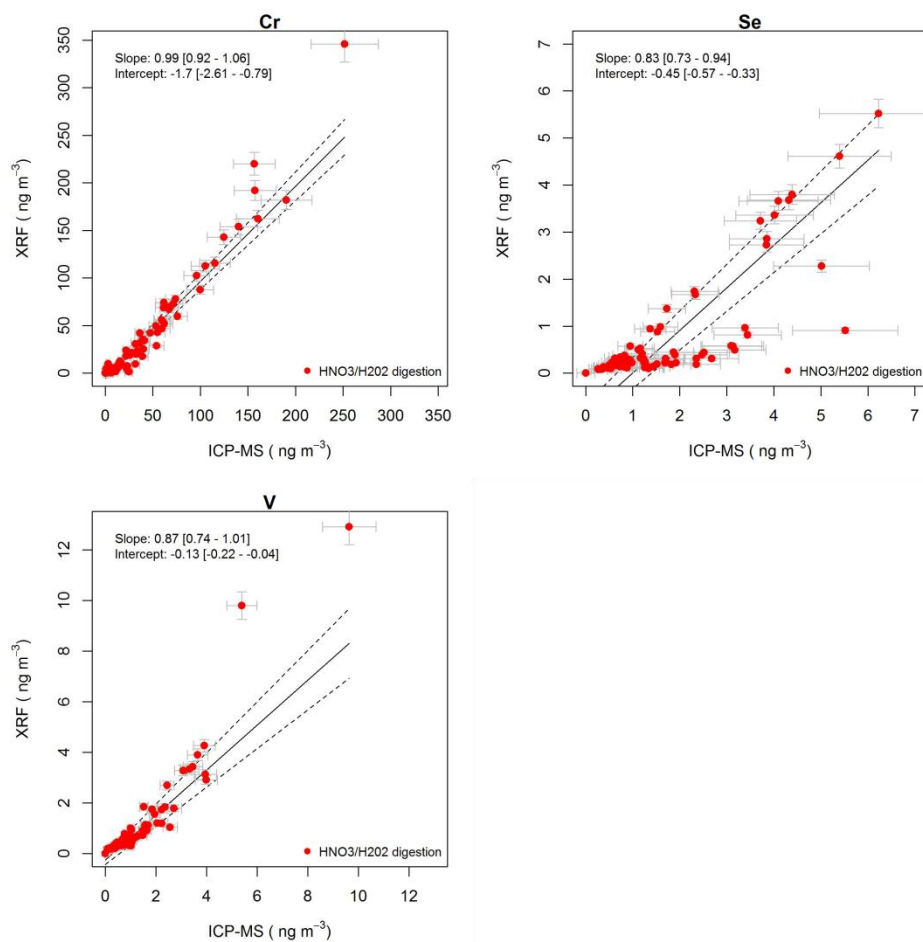 Cr
Slope: 0.99 [0.92 - 1.06]
Intercept: -1.7 [-2.61 - -0.79]
350
300
250
200
150
100
50
0
XRF ( ng m⁻³)
HNO3/H202 digestion
0 50 100 150 200 250 300 350
ICP-MS ( ng m⁻³)
Se
Slope: 0.83 [0.73 - 0.94]
Intercept: -0.45 [-0.57 - -0.33]
7
6
5
4
3
2
1
0
XRF ( ng m⁻³)
HNO3/H202 digestion
0 1 2 3 4 5 6 7
ICP-MS ( ng m⁻³)
V
Slope: 0.87 [0.74 - 1.01]
Intercept: -0.13 [-0.22 - -0.04]
12
10
8
6
4
2
0
XRF ( ng m⁻³)
HNO3/H202 digestion
0 2 4 6 8 10 12
ICP-MS ( ng m⁻³)